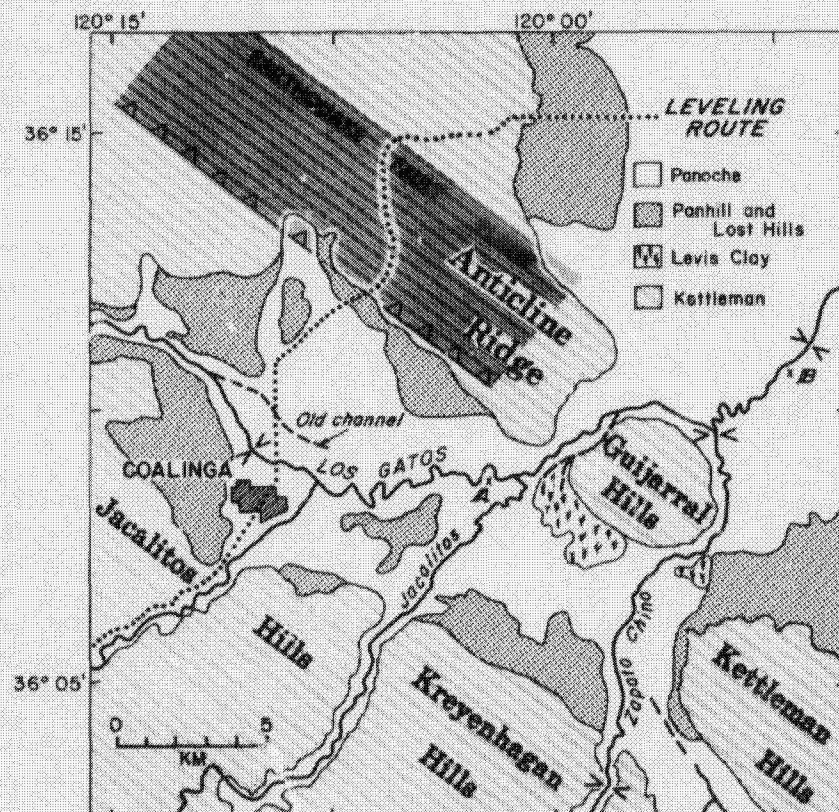 120° 15'
120° 00'
36° 15'
LEVELING
ROUTE
Panoche
Panhill and
Lost Hills
Levis Clay
Kettleman
Anticline
Ridge
B
Old channel
COALINGA
LOS GATOS
A
Guijarral
Hills
Jacalitos
Jacalitos
Hills
Zapato Chino
36° 05'
Kreyenhagan
Hills
Kettleman
Hills
0 5
KM